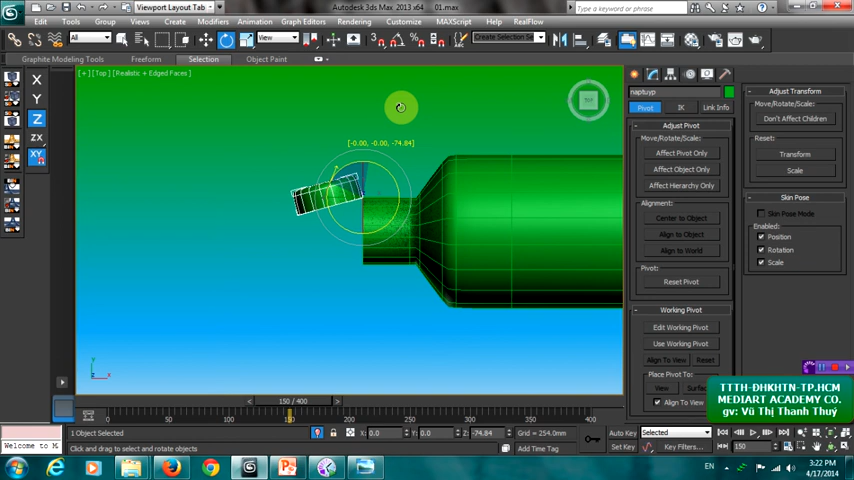 Viewport Layout Tab
Autodesk 3ds Max 2013 x64
01.max
Type a keyword or phrase
Edit Tools Group Views Create Modifiers Animation Graph Editors Rendering Customize MAXScript Help RealFlow
All
View
Create Selection Se
Graphite Modeling Tools Freeform Selection Object Paint
[ + ] [ Top ] [ Realistic + Edged Faces ]
X
Y
Z
ZX
XY
[-0.00, -0.00, -74.84]
TOP
naptuyp
Pivot IK Link Info
Adjust Pivot
Move/Rotate/Scale:
Affect Pivot Only
Affect Object Only
Affect Hierarchy Only
Alignment:
Center to Object
Align to Object
Align to World
Pivot:
Reset Pivot
Working Pivot
Edit Working Pivot
Use Working Pivot
Align To View Reset
Place Pivot To:
View Surfac
Align To View
Adjust Transform
Move/Rotate/Scale:
Don't Affect Children
Reset:
Transform
Scale
Skin Pose
Skin Pose Mode
Enabled:
Position
Rotation
Scale
TTTH-ĐHKHTN-TP.HCM
MEDIART ACADEMY CO.
gv: Vũ Thị Thanh Thuý
150 / 400
0 50 100 150 200 250 300 350 400
1 Object Selected
X: 0.0 Y: 0.0 Z: -74.84 Grid = 254.0mm
Auto Key Selected
Welcome to M
Click and drag to select and rotate objects
Add Time Tag
Set Key Key Filters... 150
EN
3:22 PM
4/17/2014